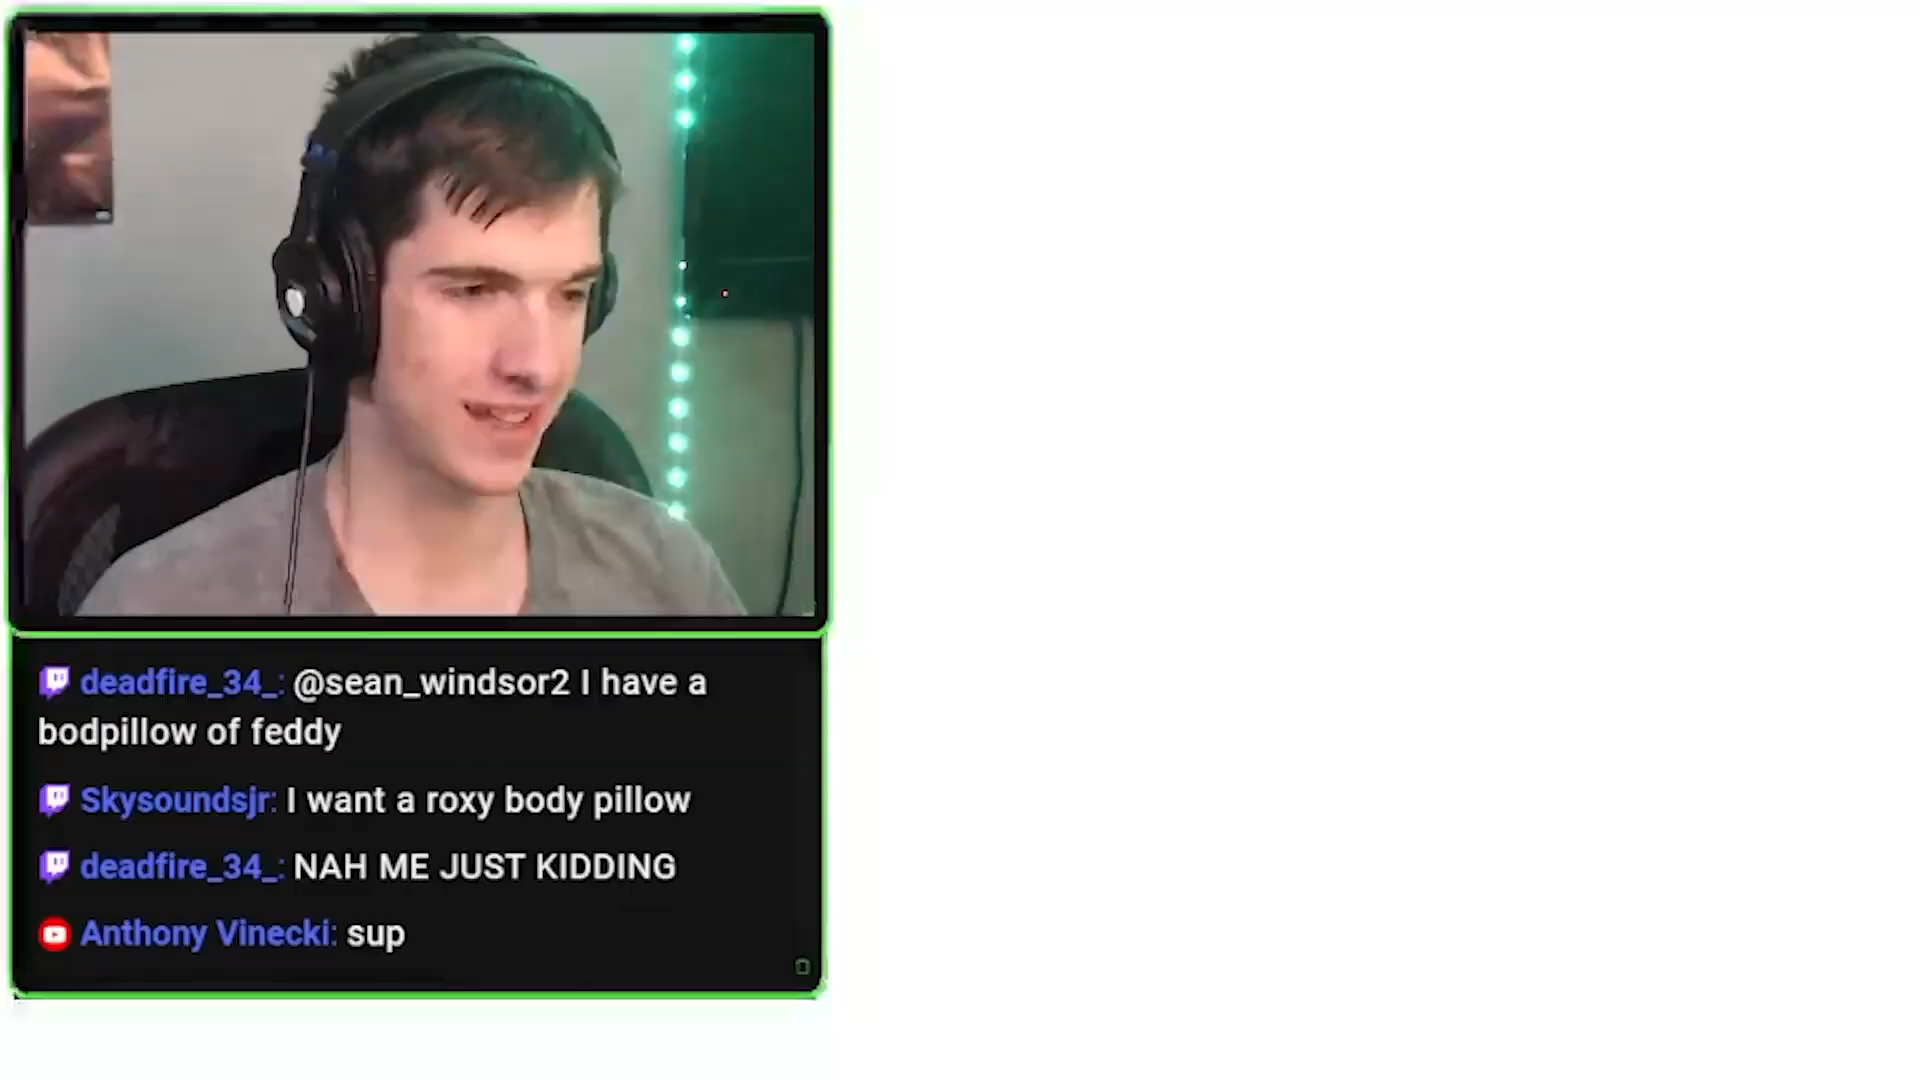 deadfire_34_: @sean_windsor2 I have a
bodpillow of feddy
Skysoundsjr: I want a roxy body pillow
deadfire_34_: NAH ME JUST KIDDING
Anthony Vinecki: sup